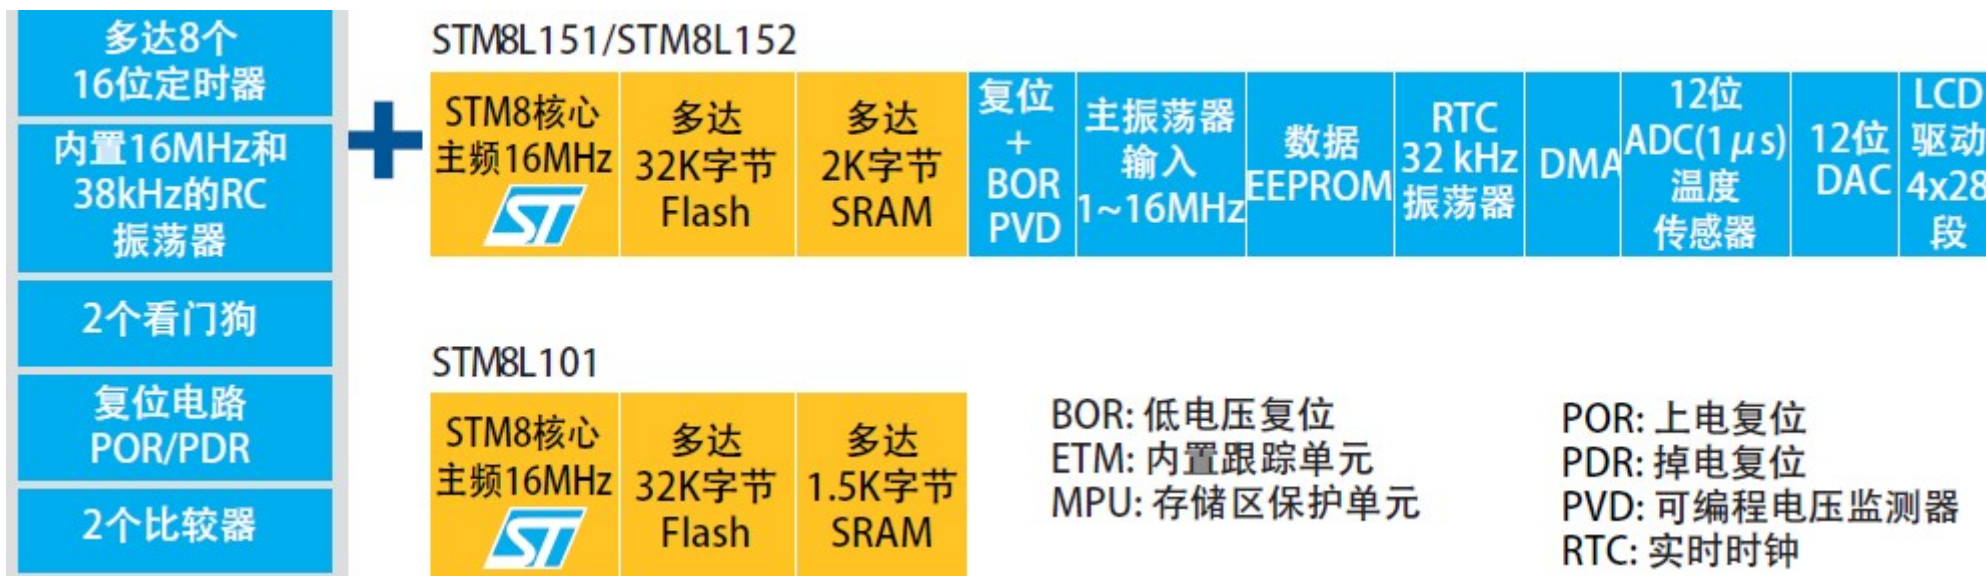 多达8个
16位定时器
内置16MHz和
38kHz的RC
振荡器
2个看门狗
复位电路
POR/PDR
2个比较器
STM8L151/STM8L152
STM8核心
主频16MHz
ST
多达
32K字节
Flash
多达
2K字节
SRAM
复位
+
BOR
PVD
主振荡器
输入
1~16MHz
数据
EEPROM
RTC
32 kHz
振荡器
DMA
12位
ADC(1μs)
温度
传感器
12位
DAC
LCD
驱动
4x28
段
STM8L101
STM8核心
主频16MHz
ST
多达
32K字节
Flash
多达
1.5K字节
SRAM
BOR: 低电压复位
ETM: 内置跟踪单元
MPU: 存储区保护单元
POR: 上电复位
PDR: 掉电复位
PVD: 可编程电压监测器
RTC: 实时时钟